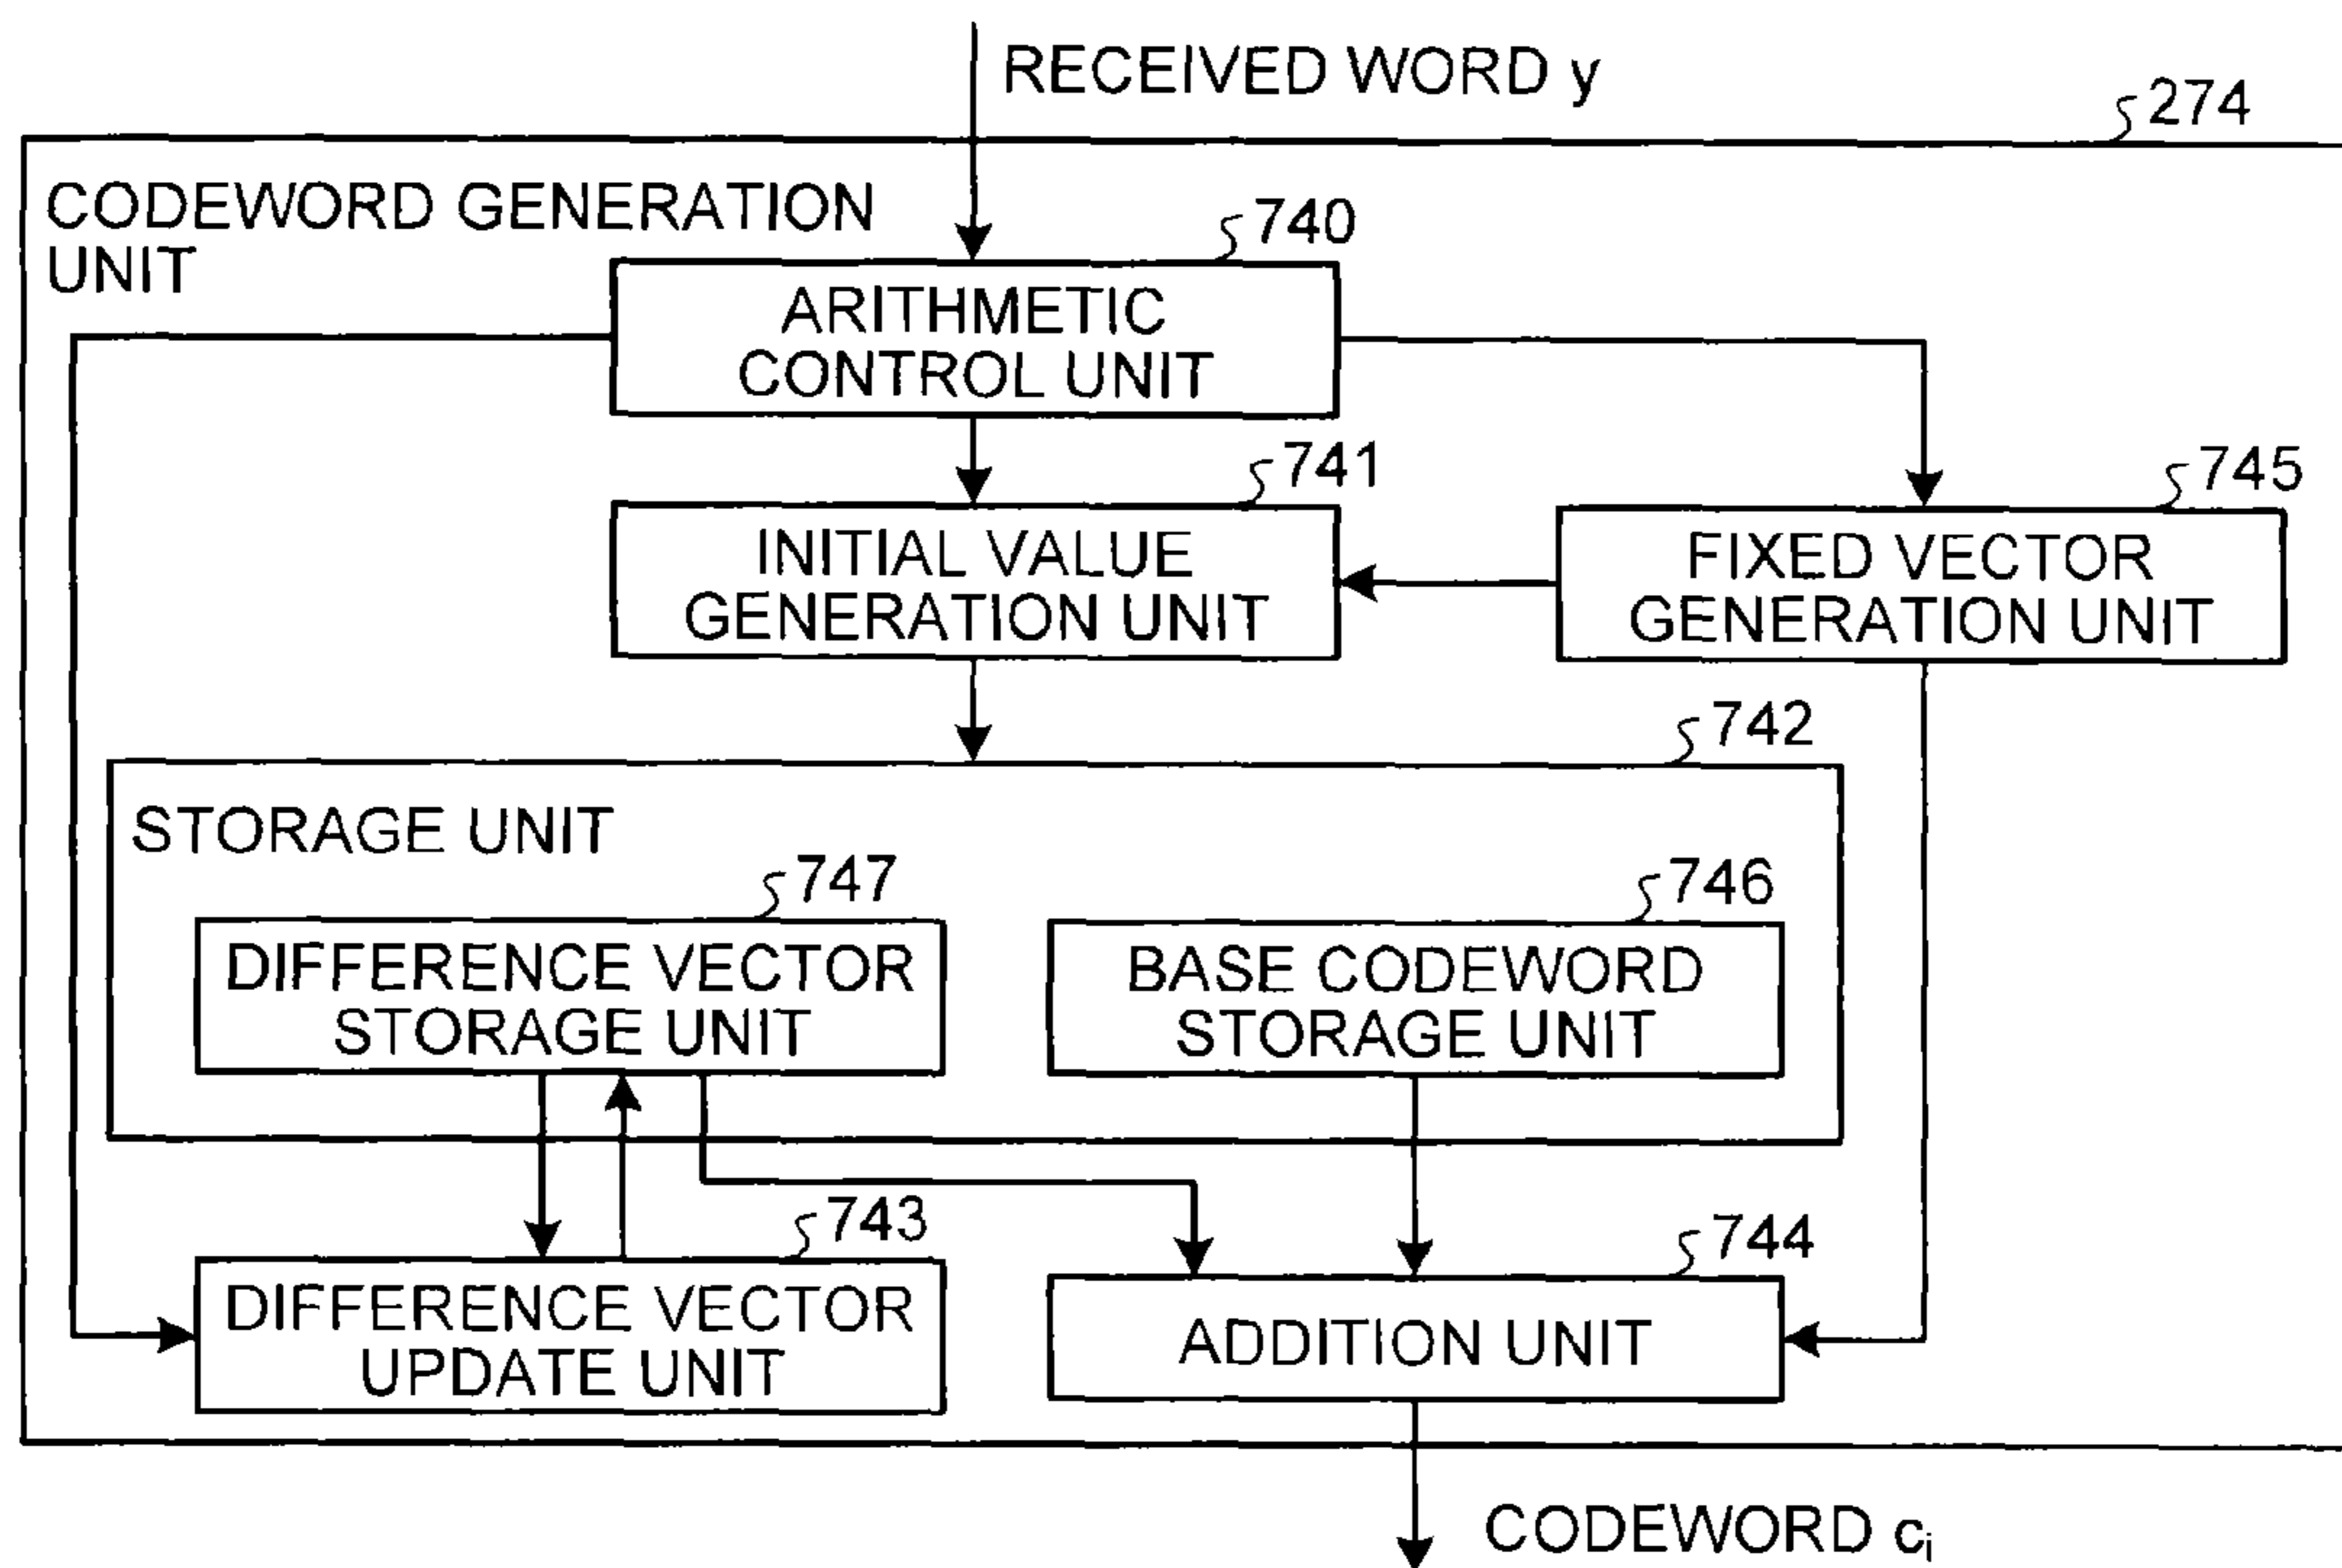 RECEIVED WORD y
274
CODEWORD GENERATION
UNIT
740
ARITHMETIC
CONTROL UNIT
741
INITIAL VALUE
GENERATION UNIT
745
FIXED VECTOR
GENERATION UNIT
742
STORAGE UNIT
747
DIFFERENCE VECTOR
STORAGE UNIT
746
BASE CODEWORD
STORAGE UNIT
743
DIFFERENCE VECTOR
UPDATE UNIT
744
ADDITION UNIT
CODEWORD cᵢ